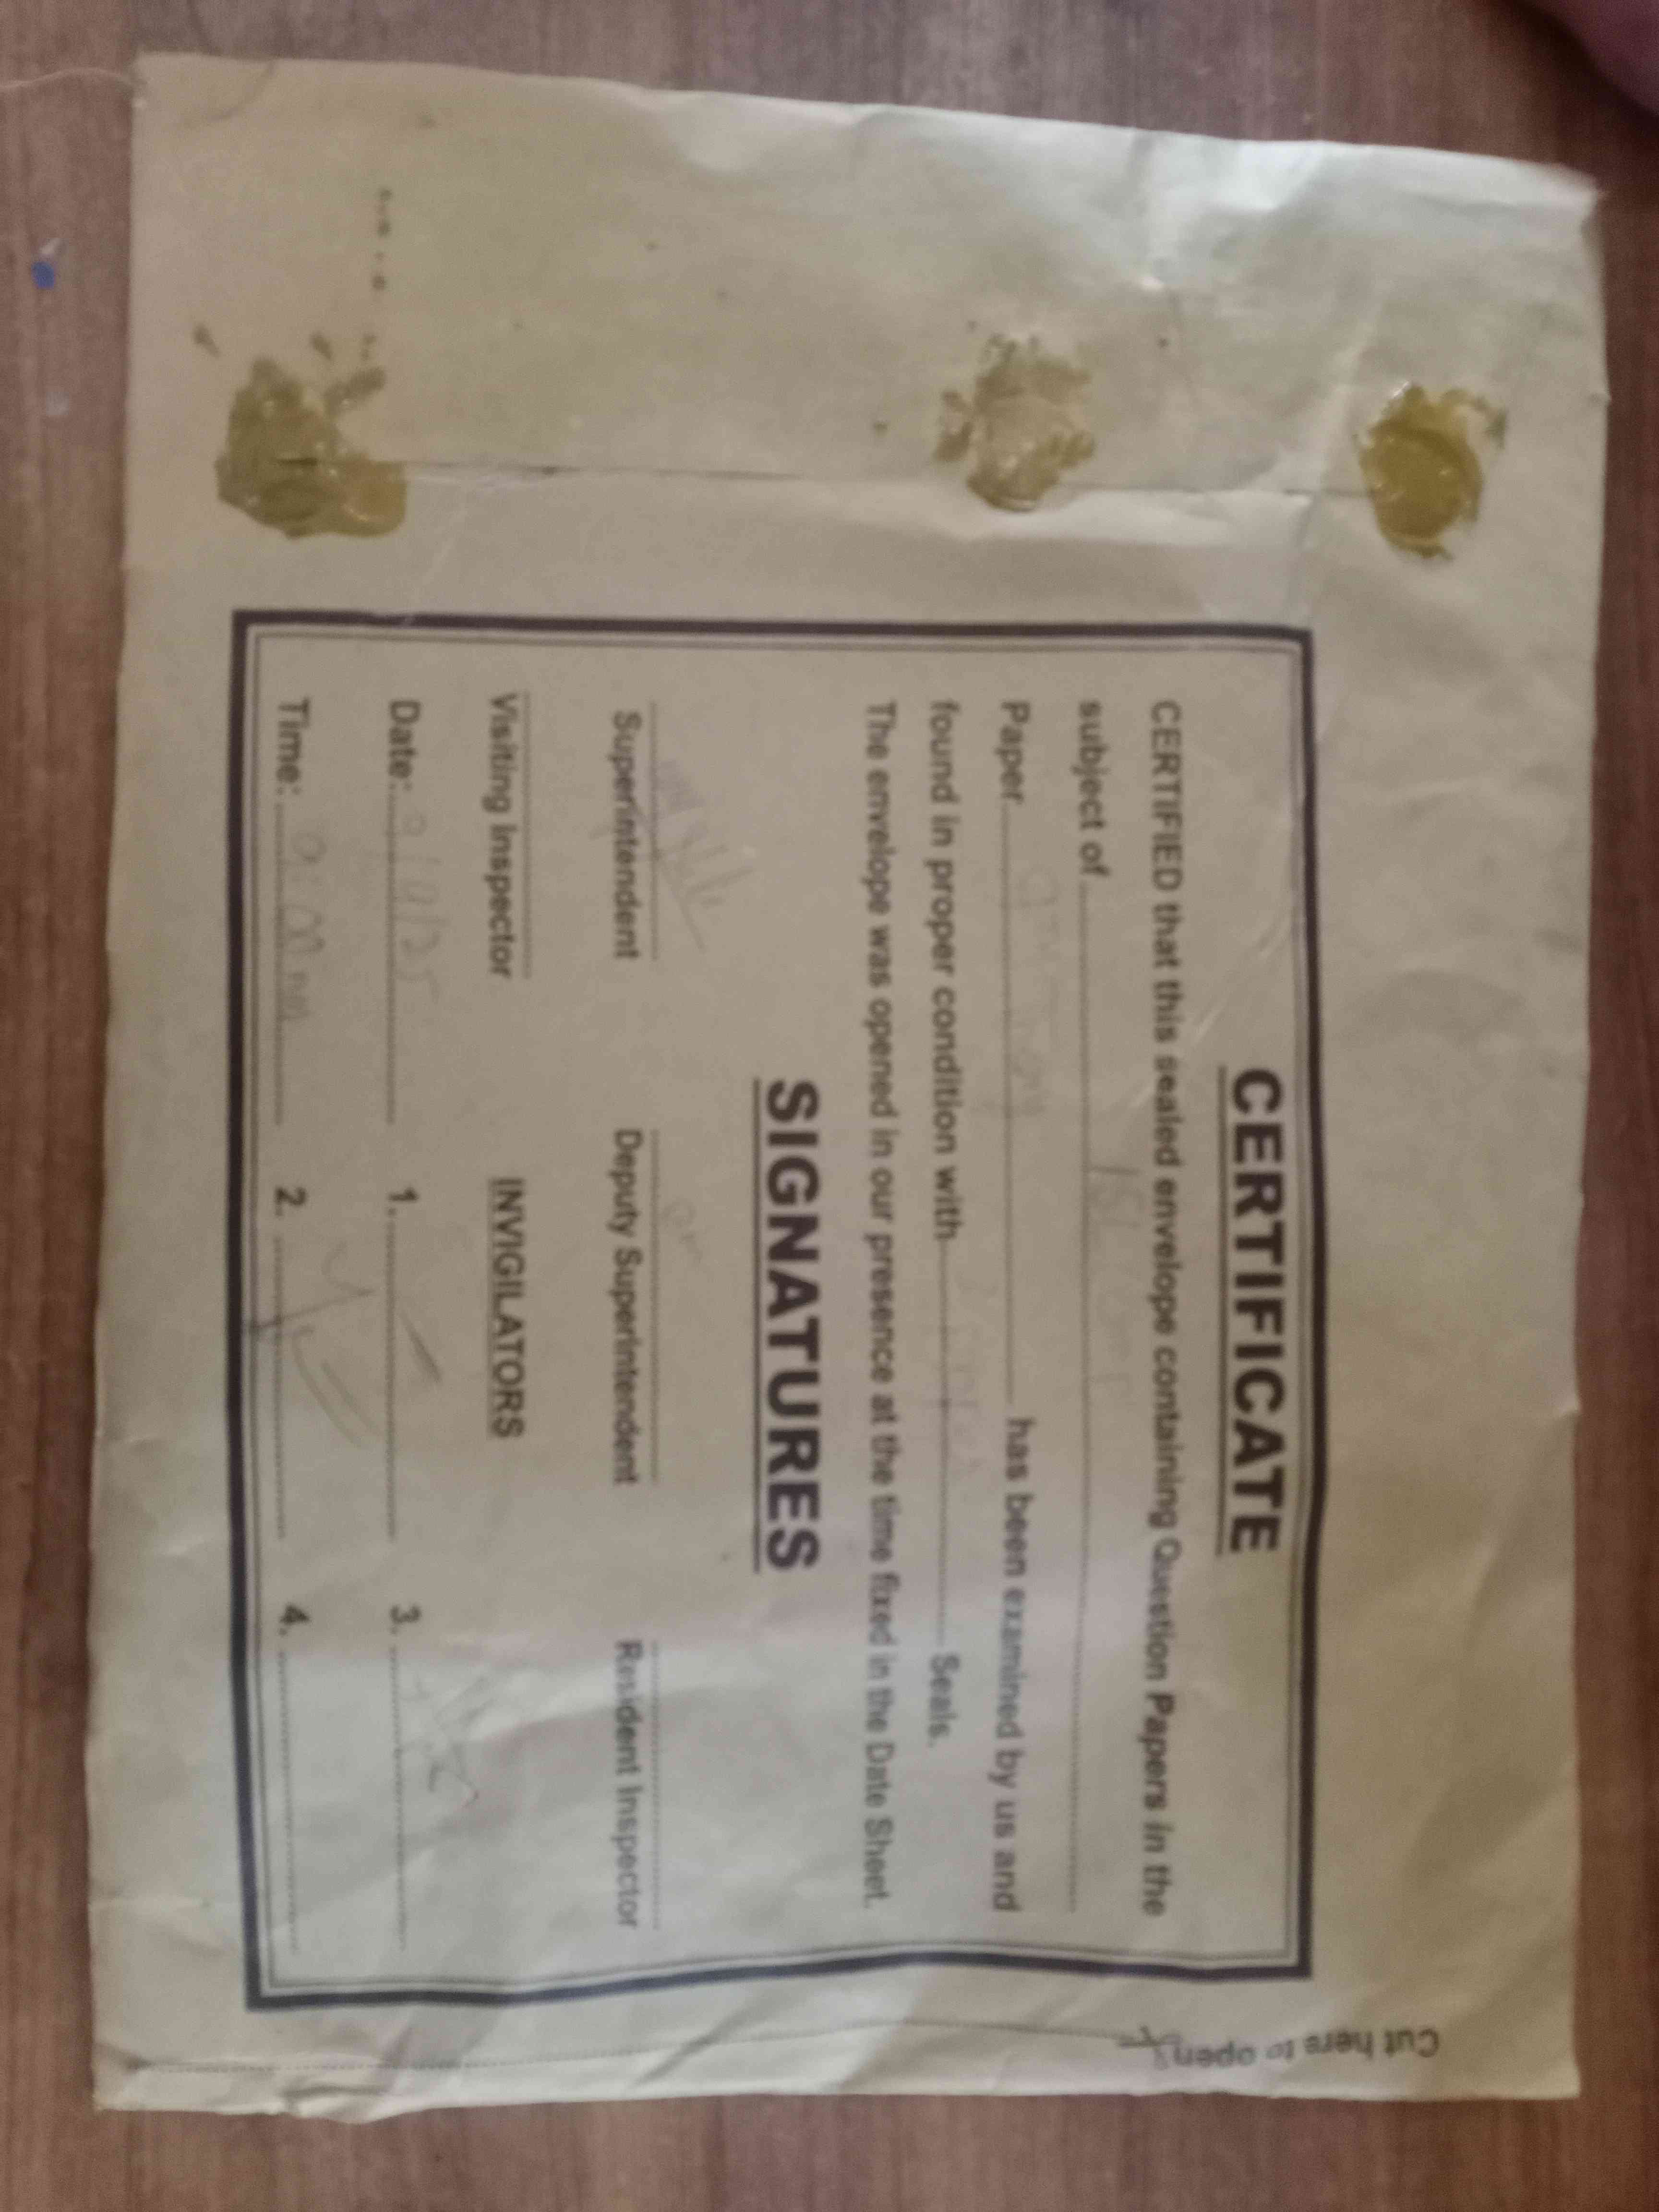 CERTIFICATE
CERTIFIED that this sealed envelope containing Question Papers in the
subject of
Paper has been examined by us and
found in proper condition with Seals.
The envelope was opened in our presence at the time fixed in the Date Sheet.
SIGNATURES
Superintendent Deputy Superintendent Resident Inspector
Visiting Inspector INVIGILATORS
Date: 1. 3.
Time: 2. 4.
Cut here to open